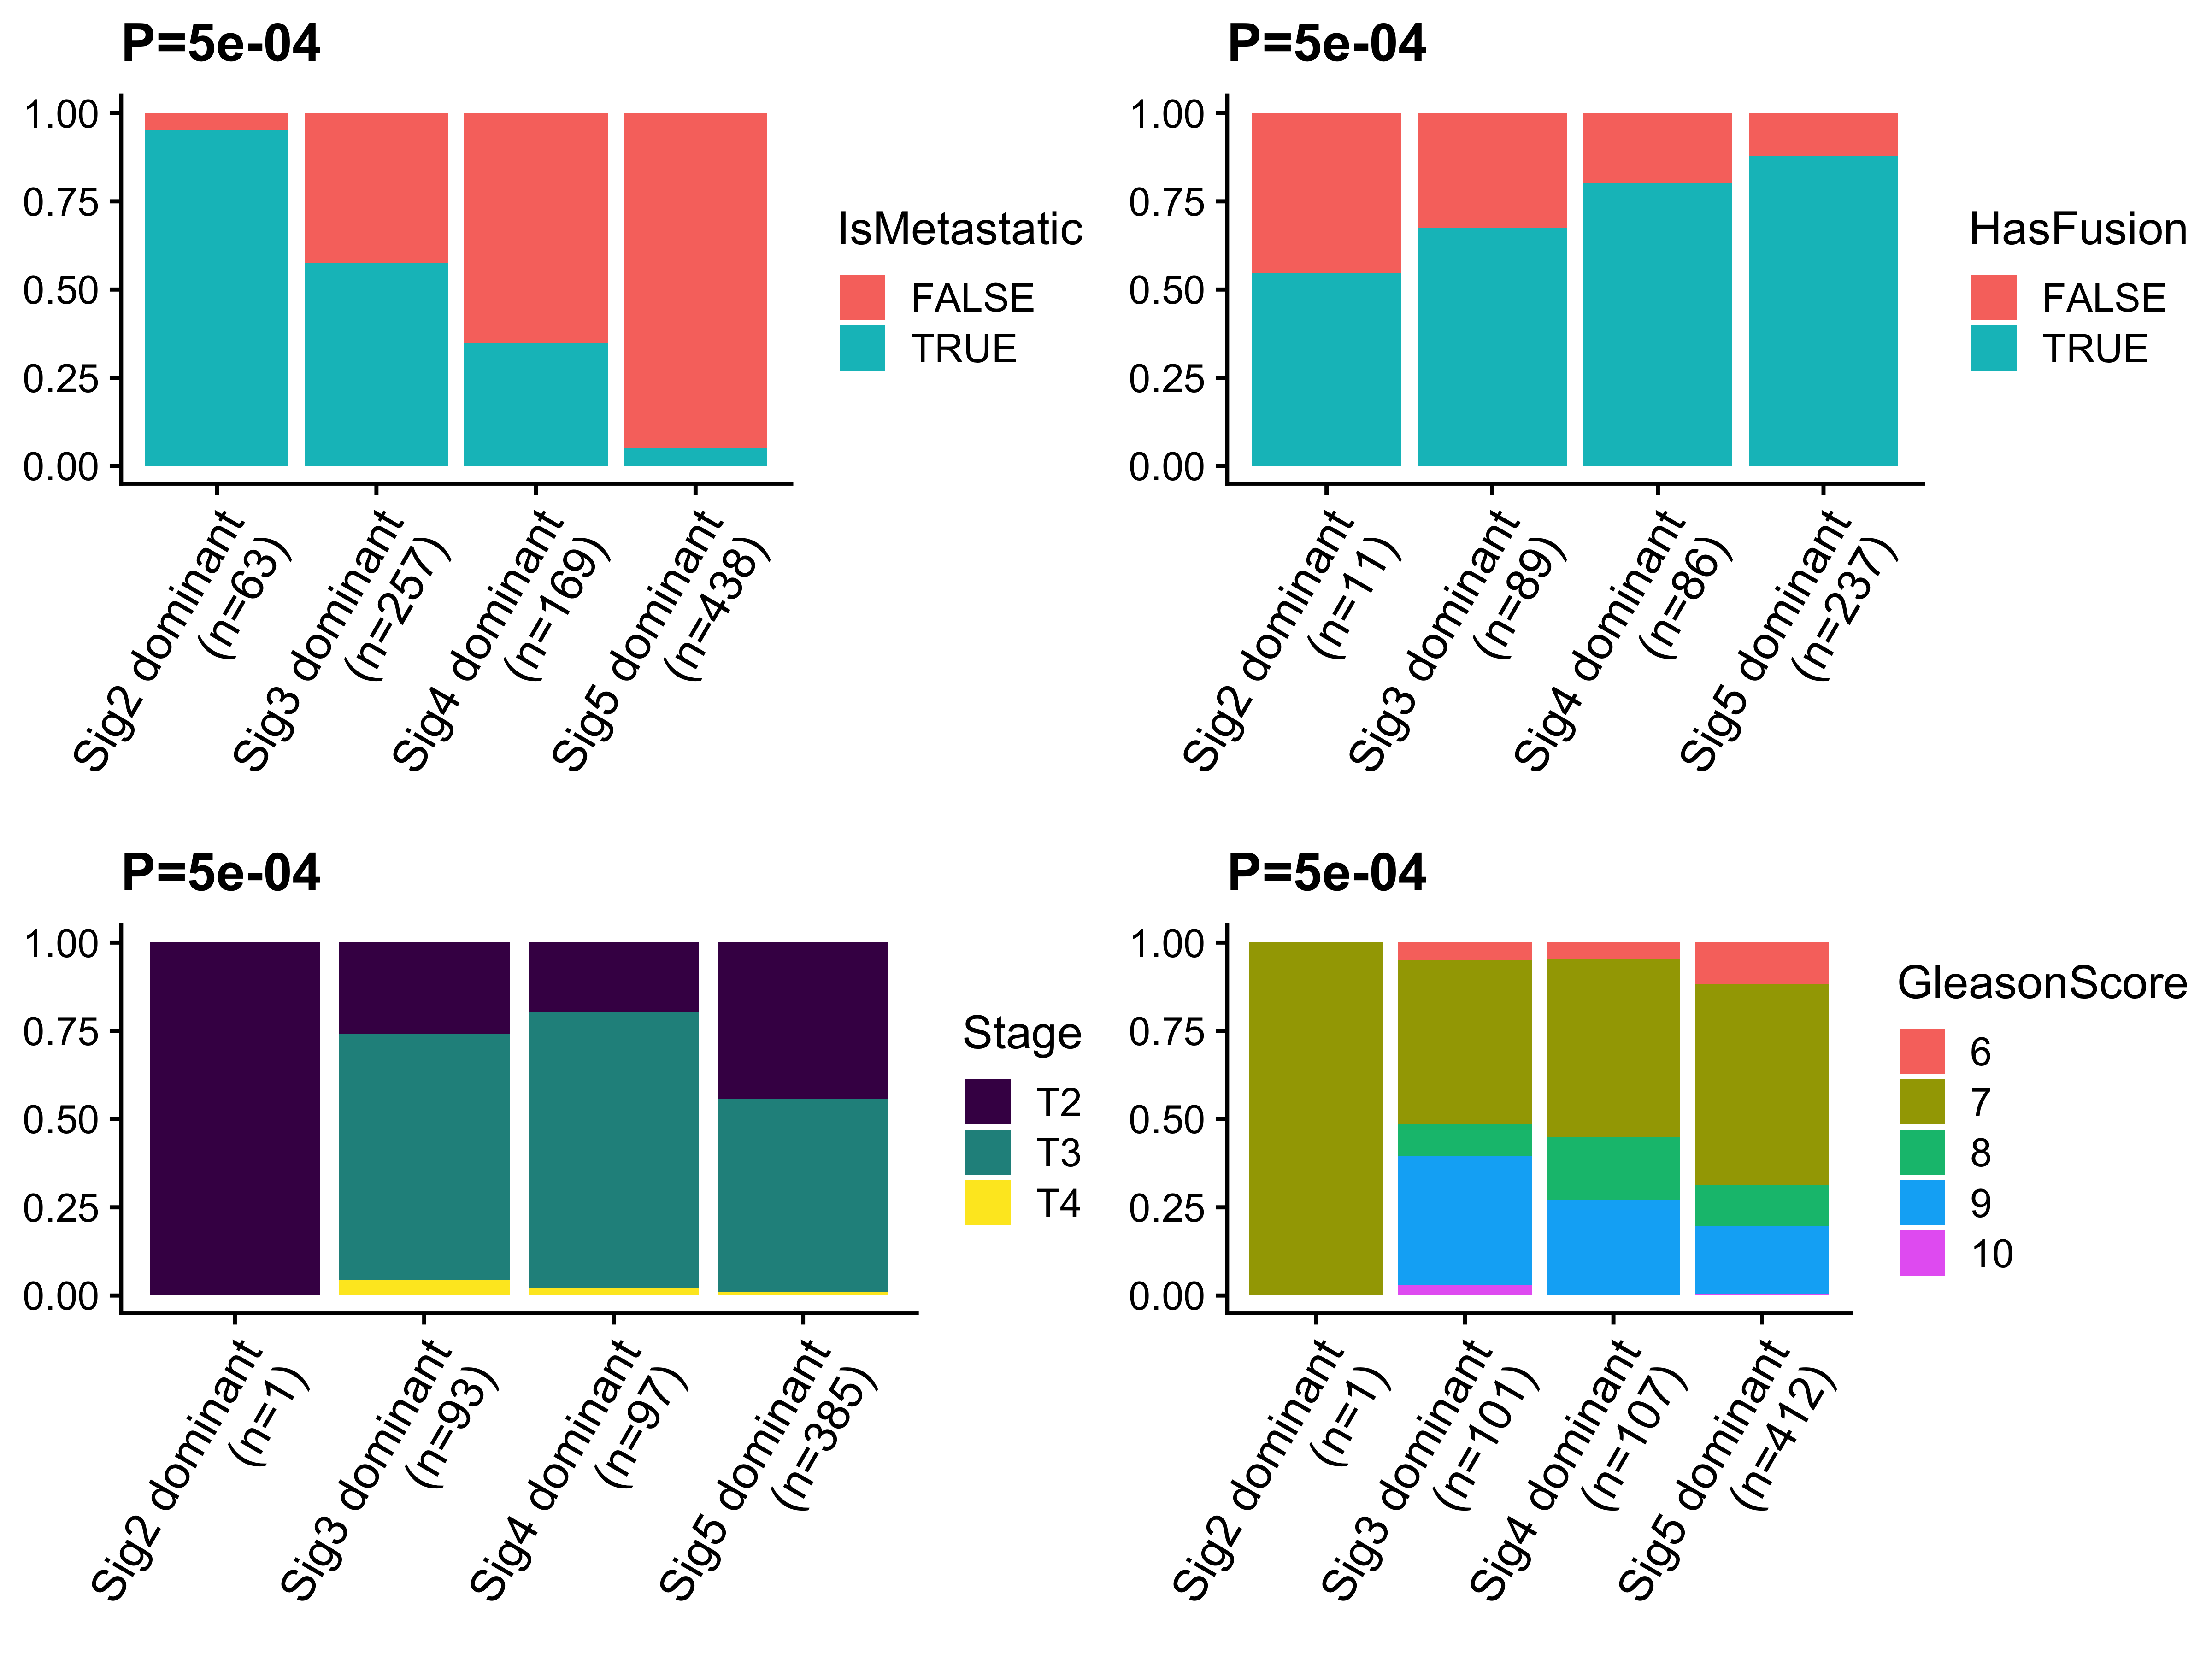 P=5e-04
1.00
0.75
0.50
0.25
0.00
Sig2 dominant
(n=63)
Sig3 dominant
(n=257)
Sig4 dominant
(n=169)
Sig5 dominant
(n=438)
IsMetastatic
FALSE
TRUE
P=5e-04
1.00
0.75
0.50
0.25
0.00
Sig2 dominant
(n=11)
Sig3 dominant
(n=89)
Sig4 dominant
(n=86)
Sig5 dominant
(n=237)
HasFusion
FALSE
TRUE
P=5e-04
1.00
0.75
0.50
0.25
0.00
Sig2 dominant
(n=1)
Sig3 dominant
(n=93)
Sig4 dominant
(n=97)
Sig5 dominant
(n=385)
Stage
T2
T3
T4
P=5e-04
1.00
0.75
0.50
0.25
0.00
Sig2 dominant
(n=1)
Sig3 dominant
(n=101)
Sig4 dominant
(n=107)
Sig5 dominant
(n=412)
GleasonScore
6
7
8
9
10